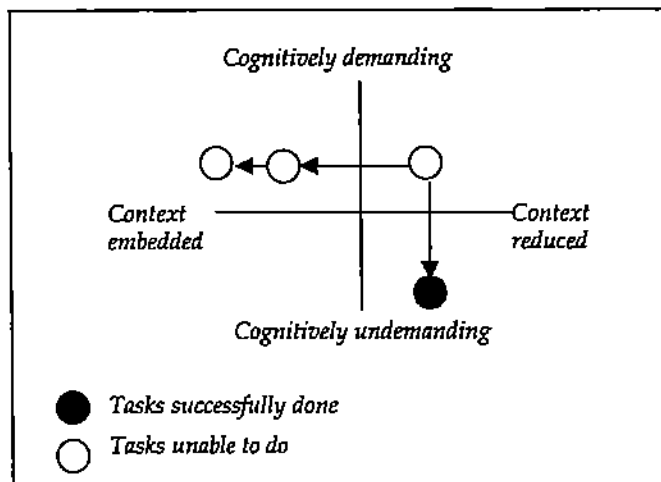 Cognitively demanding
Context
embedded
Context
reduced
Cognitively undemanding
Tasks successfully done
Tasks unable to do